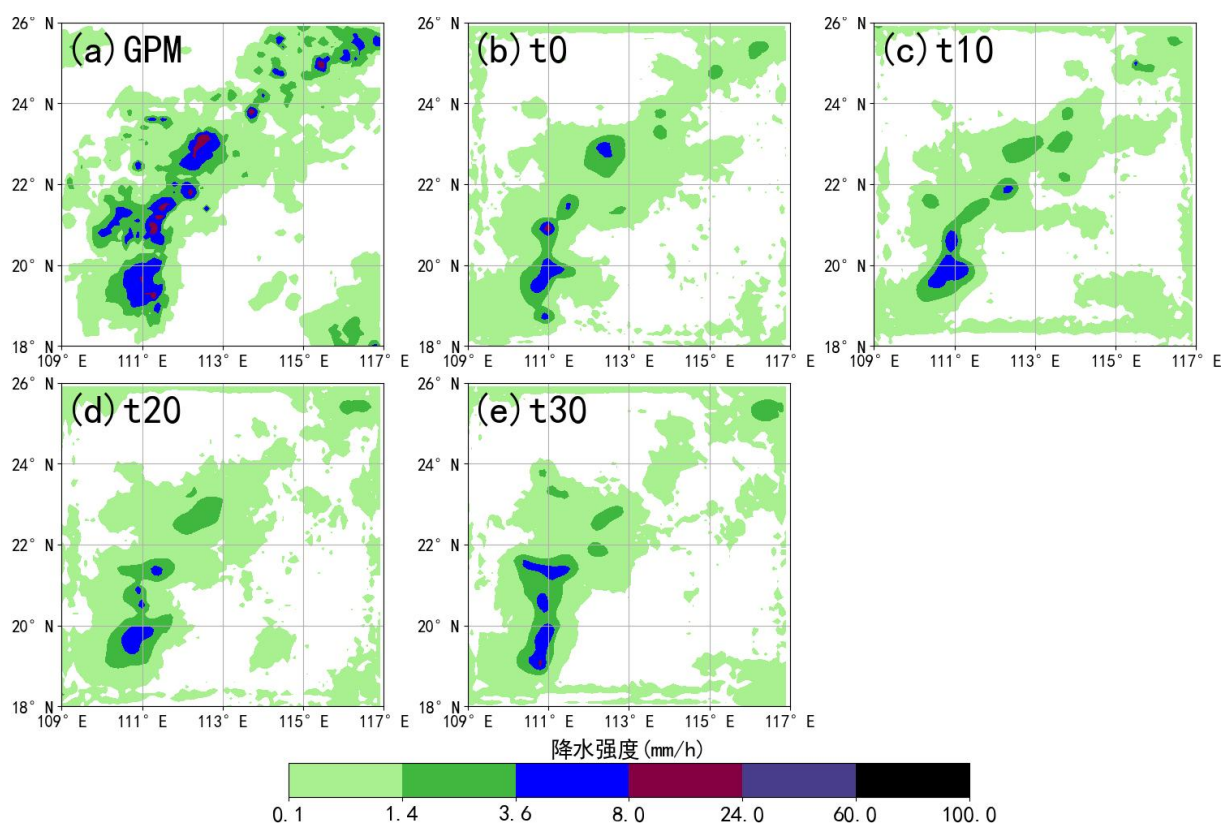 (a) GPM
(b) t0
(c) t10
26° N
24° N
22° N
20° N
18° N
109° E
111° E
113° E
115° E
117° E
26° N
24° N
22° N
20° N
18° N
109° E
111° E
113° E
115° E
117° E
26° N
24° N
22° N
20° N
18° N
109° E
111° E
113° E
115° E
117° E
(d) t20
(e) t30
26° N
24° N
22° N
20° N
18° N
109° E
111° E
113° E
115° E
117° E
26° N
24° N
22° N
20° N
18° N
109° E
111° E
113° E
115° E
117° E
降水强度(mm/h)
0.1 1.4 3.6 8.0 24.0 60.0 100.0